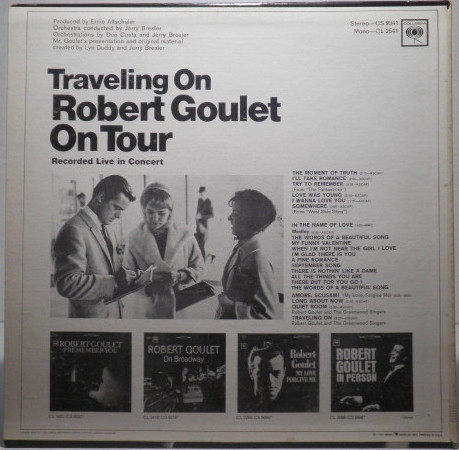 Produced by Ernie Altschuler
Orchestra conducted by Jerry Bresler
Orchestrations by Don Costa and Jerry Bresler
Mr. Goulet's presentation and original material
created by Lyn Duddy and Jerry Bresler
Stereo—CS 9341
Mono—CL 2541
COLUMBIA
Traveling On
Robert Goulet
On Tour
Recorded Live in Concert
THE MOMENT OF TRUTH
I'LL TAKE ROMANCE
TRY TO REMEMBER
(From "The Fantasticks")
LOVE WAS YOUNG
I WANNA LOVE YOU
SOMEWHERE
(From "West Side Story")
IN THE NAME OF LOVE
Medley
THE WORDS OF A BEAUTIFUL SONG
MY FUNNY VALENTINE
WHEN I'M NOT NEAR THE GIRL I LOVE
I'M GLAD THERE IS YOU
A FINE ROMANCE
SEPTEMBER SONG
THERE IS NOTHIN' LIKE A DAME
ALL THE THINGS YOU ARE
THERE BUT FOR YOU GO I
THE WORDS OF A BEAUTIFUL SONG
AMORE, SCUSAMI (My Love, Forgive Me)
LONG ABOUT NOW
QUIET ROOM
Robert Goulet and The Greenwood Singers
TRAVELING ON
Robert Goulet and The Greenwood Singers
ROBERT GOULET
I REMEMBER YOU
ROBERT GOULET
On Broadway
Robert
Goulet
MY LOVE
FORGIVE ME
ROBERT
GOULET
IN PERSON